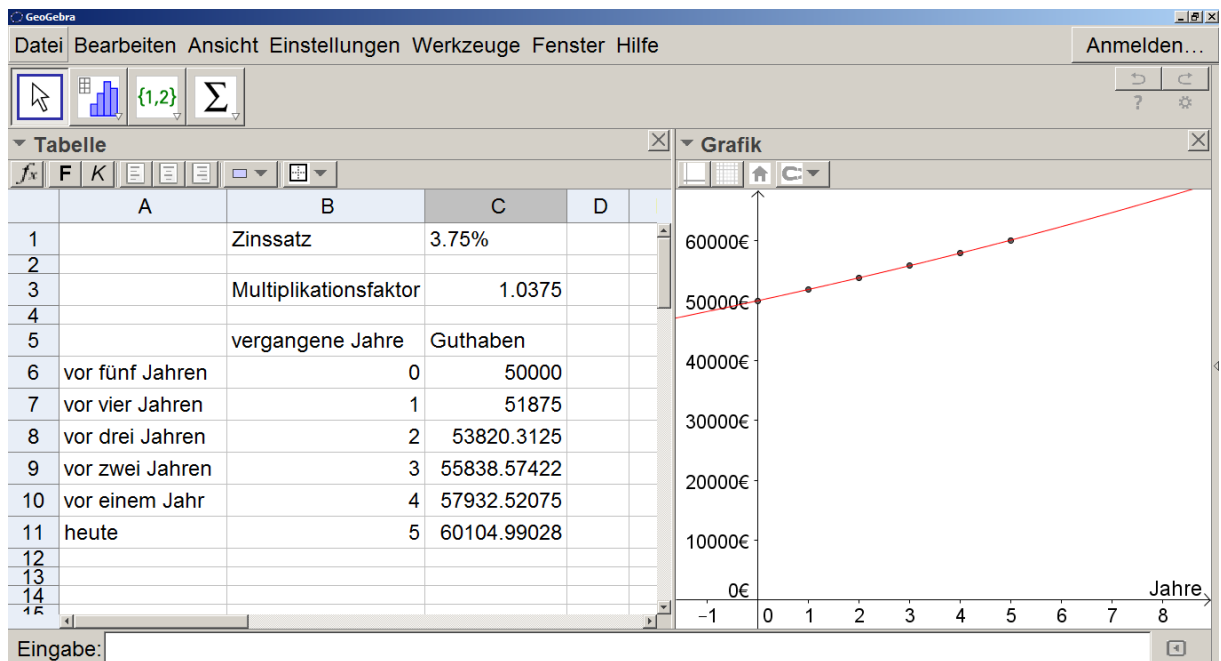 GeoGebra
Datei Bearbeiten Ansicht Einstellungen Werkzeuge Fenster Hilfe Anmelden...
{1,2} Σ ?
Tabelle
fx F K
A B C D
1 Zinssatz 3.75%
2
3 Multiplikationsfaktor 1.0375
4
5 vergangene Jahre Guthaben
6 vor fünf Jahren 0 50000
7 vor vier Jahren 1 51875
8 vor drei Jahren 2 53820.3125
9 vor zwei Jahren 3 55838.57422
10 vor einem Jahr 4 57932.52075
11 heute 5 60104.99028
12
13
14
15
Grafik
60000€
50000€
40000€
30000€
20000€
10000€
0€
Jahre
-1 0 1 2 3 4 5 6 7 8
Eingabe: